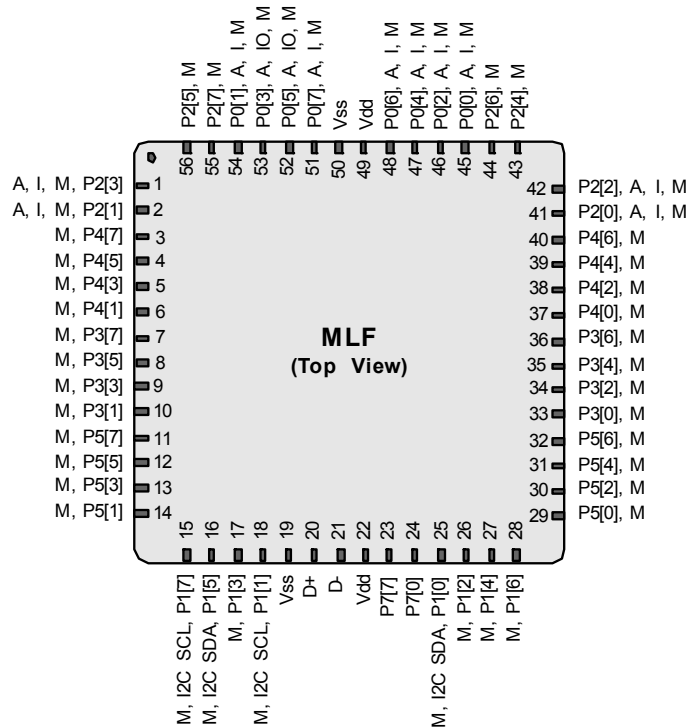 P2[5], M
P2[7], M
P0[1], A, I, M
P0[3], A, IO, M
P0[5], A, IO, M
P0[7], A, I, M
Vss
Vdd
P0[6], A, I, M
P0[4], A, I, M
P0[2], A, I, M
P0[0], A, I, M
P2[6], M
P2[4], M
56
55
54
53
52
51
50
49
48
47
46
45
44
43
A, I, M, P2[3] 1
A, I, M, P2[1] 2
M, P4[7] 3
M, P4[5] 4
M, P4[3] 5
M, P4[1] 6
M, P3[7] 7
M, P3[5] 8
M, P3[3] 9
M, P3[1] 10
M, P5[7] 11
M, P5[5] 12
M, P5[3] 13
M, P5[1] 14
MLF
(Top View)
42 P2[2], A, I, M
41 P2[0], A, I, M
40 P4[6], M
39 P4[4], M
38 P4[2], M
37 P4[0], M
36 P3[6], M
35 P3[4], M
34 P3[2], M
33 P3[0], M
32 P5[6], M
31 P5[4], M
30 P5[2], M
29 P5[0], M
15
16
17
18
19
20
21
22
23
24
25
26
27
28
M, I2C SCL, P1[7]
M, I2C SDA, P1[5]
M, P1[3]
M, I2C SCL, P1[1]
Vss
D+
D-
Vdd
P7[7]
P7[0]
M, I2C SDA, P1[0]
M, P1[2]
M, P1[4]
M, P1[6]